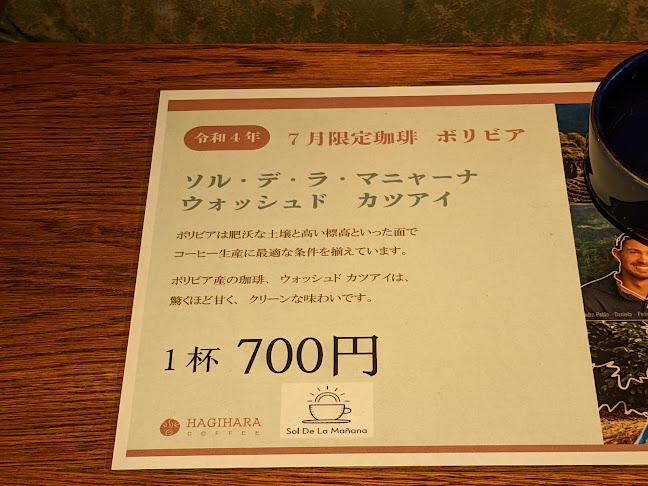 令和4年 7月限定珈琲 ボリビア
ソル・デ・ラ・マニャーナ
ウォッシュド カツアイ
ボリビアは肥沃な土壌と高い標高といった面で
コーヒー生産に最適な条件を揃えています。
ボリビア産の珈琲、ウォッシュド カツアイは、
驚くほど甘く、クリーンな味わいです。
1杯 700円
HAGIHARA
COFFEE
Sol De La Mañana
Pablo - Daniela -